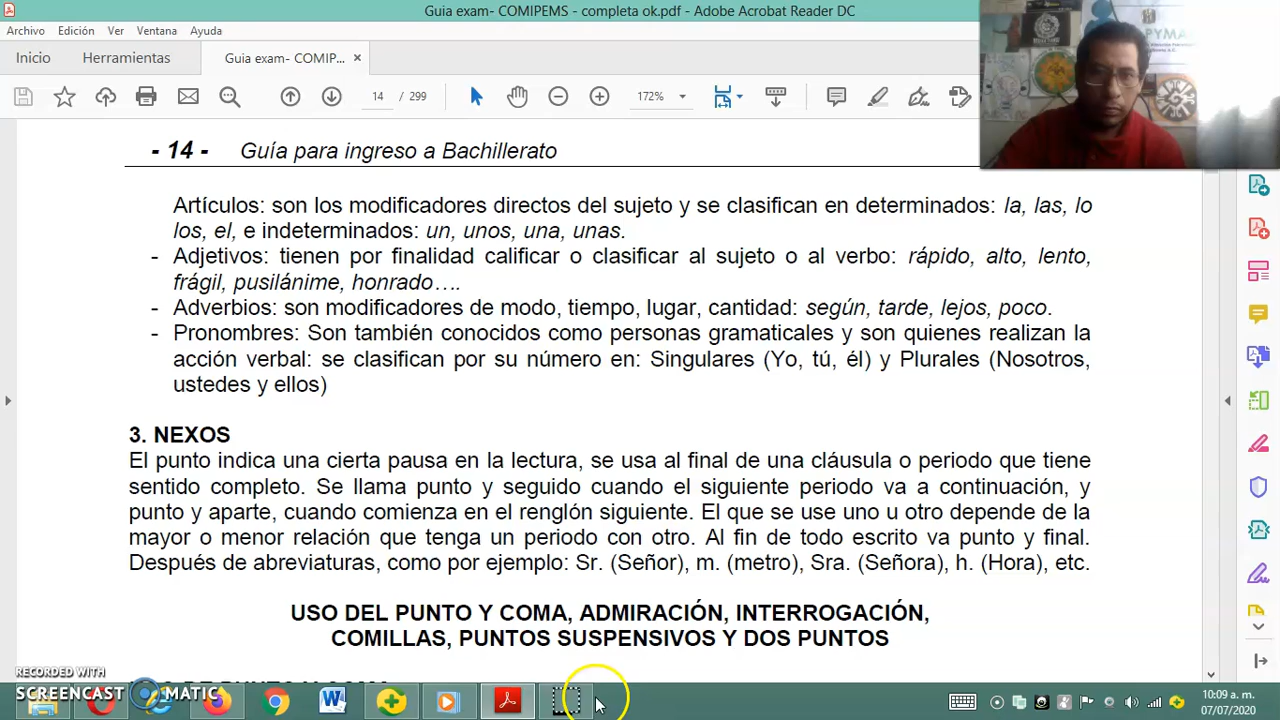 Guia exam- COMIPEMS - completa ok.pdf - Adobe Acrobat Reader DC
Archivo Edición Ver Ventana Ayuda
Inicio Herramientas Guia exam- COMIP... ×
14 / 299 172%
- 14 - Guía para ingreso a Bachillerato
Artículos: son los modificadores directos del sujeto y se clasifican en determinados: la, las, lo
los, el, e indeterminados: un, unos, una, unas.
- Adjetivos: tienen por finalidad calificar o clasificar al sujeto o al verbo: rápido, alto, lento,
frágil, pusilánime, honrado….
- Adverbios: son modificadores de modo, tiempo, lugar, cantidad: según, tarde, lejos, poco.
- Pronombres: Son también conocidos como personas gramaticales y son quienes realizan la
acción verbal: se clasifican por su número en: Singulares (Yo, tú, él) y Plurales (Nosotros,
ustedes y ellos)
3. NEXOS
El punto indica una cierta pausa en la lectura, se usa al final de una cláusula o periodo que tiene
sentido completo. Se llama punto y seguido cuando el siguiente periodo va a continuación, y
punto y aparte, cuando comienza en el renglón siguiente. El que se use uno u otro depende de la
mayor o menor relación que tenga un periodo con otro. Al fin de todo escrito va punto y final.
Después de abreviaturas, como por ejemplo: Sr. (Señor), m. (metro), Sra. (Señora), h. (Hora), etc.
USO DEL PUNTO Y COMA, ADMIRACIÓN, INTERROGACIÓN,
COMILLAS, PUNTOS SUSPENSIVOS Y DOS PUNTOS
RECORDED WITH
SCREENCAST MATIC
10:09 a. m.
07/07/2020